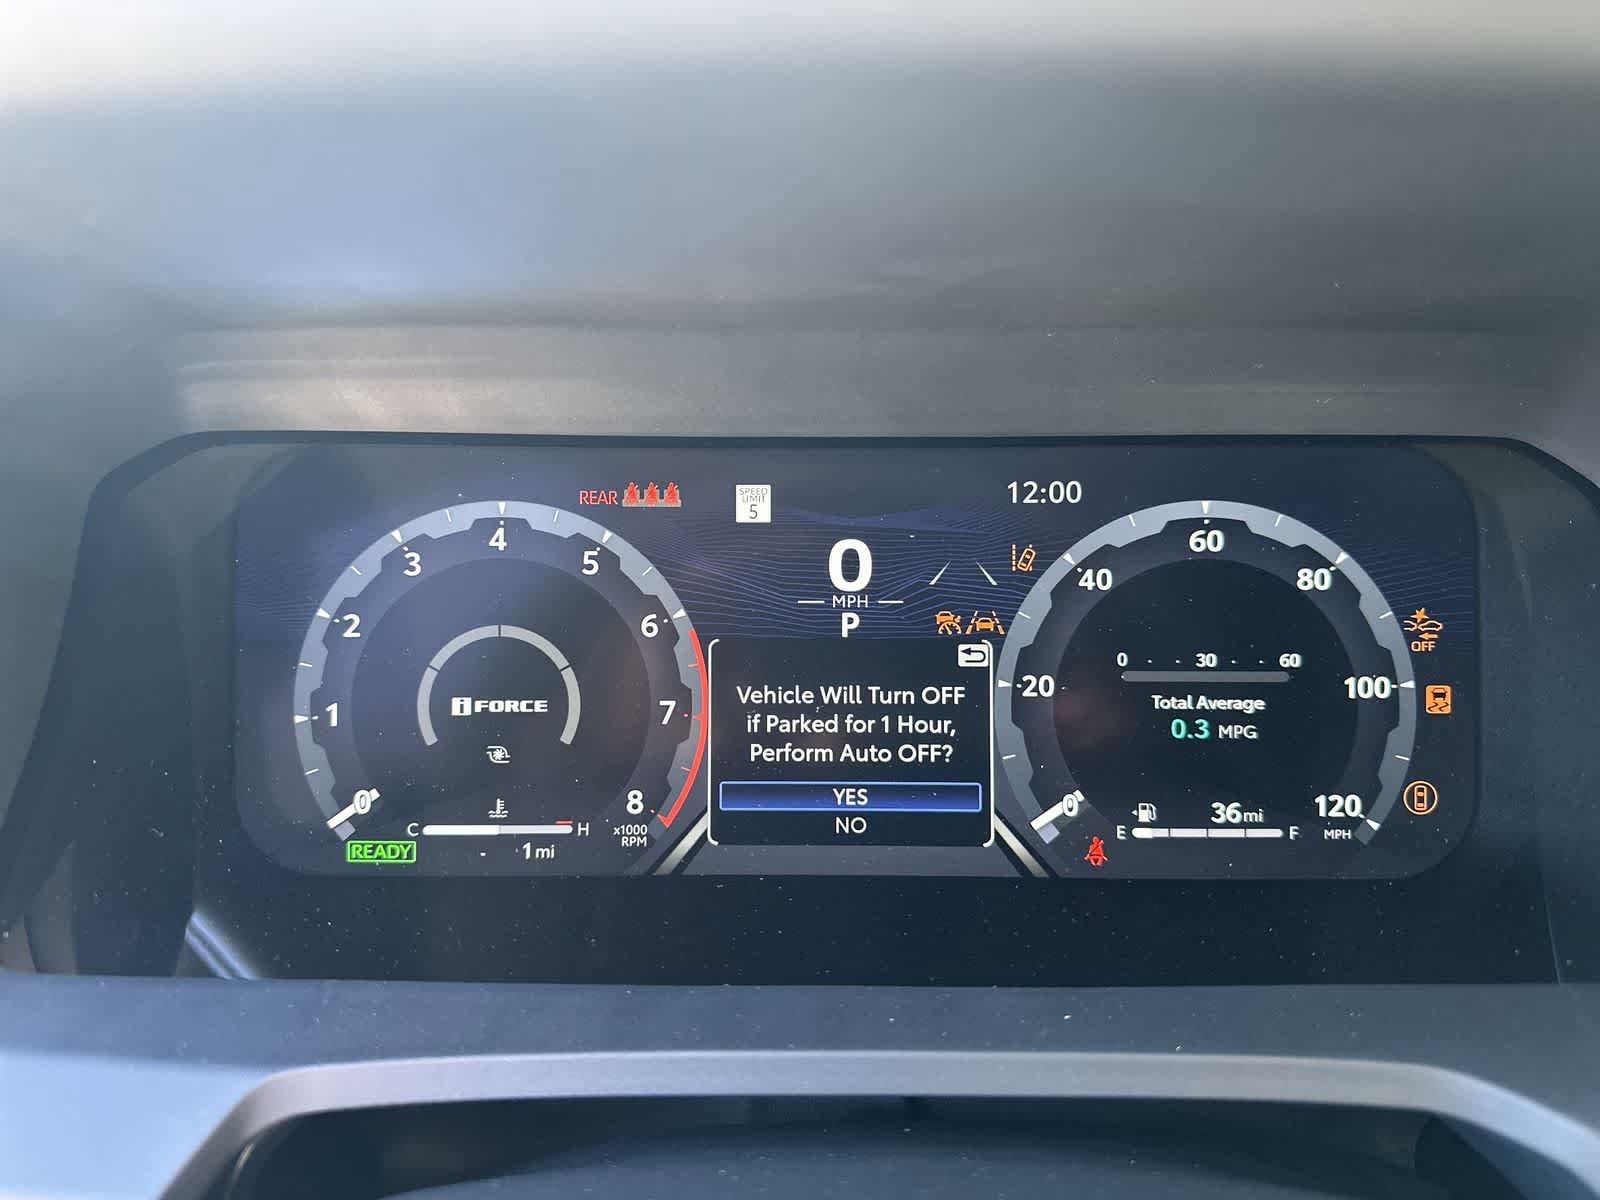 REAR
SPEED
LIMIT
5
12:00
0
MPH
P
0
1
2
3
4
5
6
7
8
x1000
RPM
iFORCE
C
H
READY
- 1 mi
Vehicle Will Turn OFF
if Parked for 1 Hour,
Perform Auto OFF?
YES
NO
0
20
40
60
80
100
120
MPH
0 30 60
Total Average
0.3 MPG
36 mi
E
F
OFF